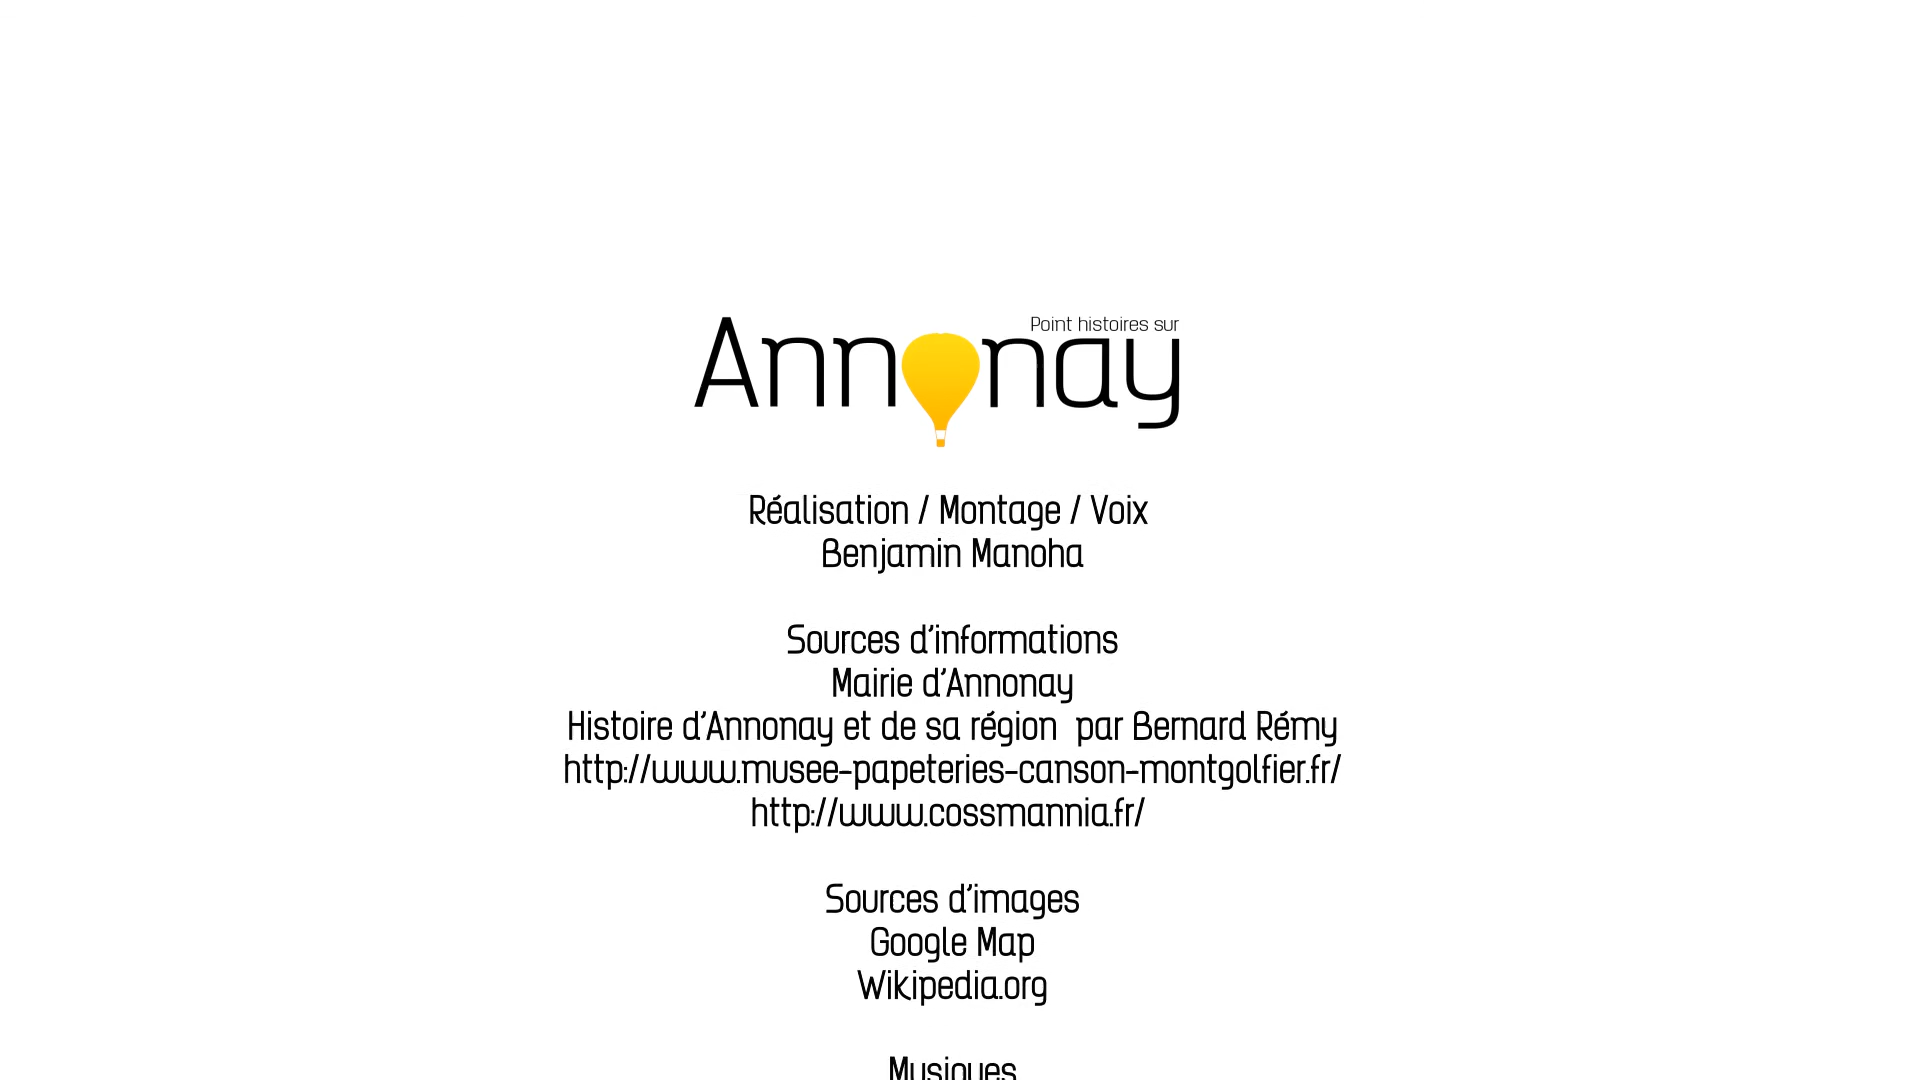 Point histoires sur
Annonay
Réalisation / Montage / Voix
Benjamin Manoha
Sources d'informations
Mairie d'Annonay
Histoire d'Annonay et de sa région par Bernard Rémy
http://www.musee-papeteries-canson-montgolfier.fr/
http://www.cossmannia.fr/
Sources d'images
Google Map
Wikipedia.org
Musiques